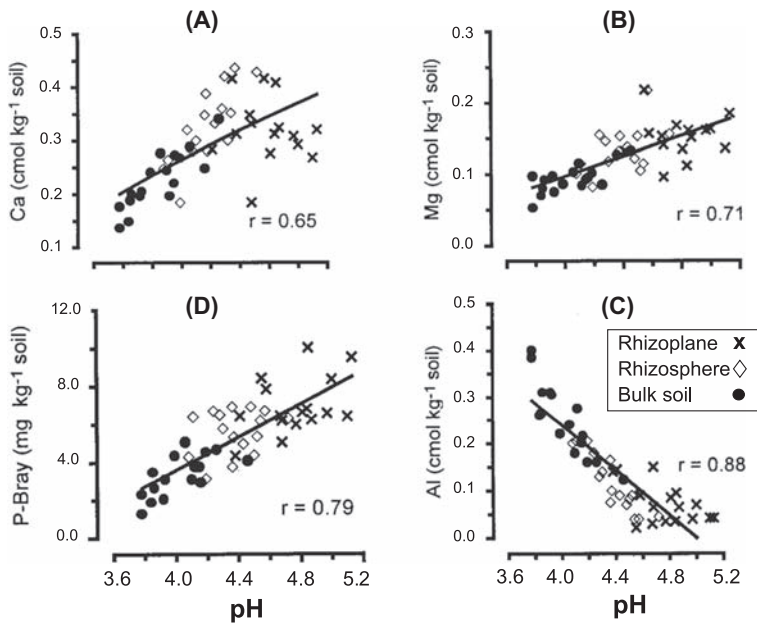 (A)
Ca (cmol kg⁻¹ soil)
0.5
0.4
0.3
0.2
0.1
r = 0.65
(B)
Mg (cmol kg⁻¹ soil)
0.3
0.2
0.1
0.0
r = 0.71
(D)
P-Bray (mg kg⁻¹ soil)
12.0
8.0
4.0
0.0
r = 0.79
3.6 4.0 4.4 4.8 5.2
pH
(C)
Al (cmol kg⁻¹ soil)
0.5
0.4
0.3
0.2
0.1
0.0
Rhizoplane
Rhizosphere
Bulk soil
r = 0.88
3.6 4.0 4.4 4.8 5.2
pH